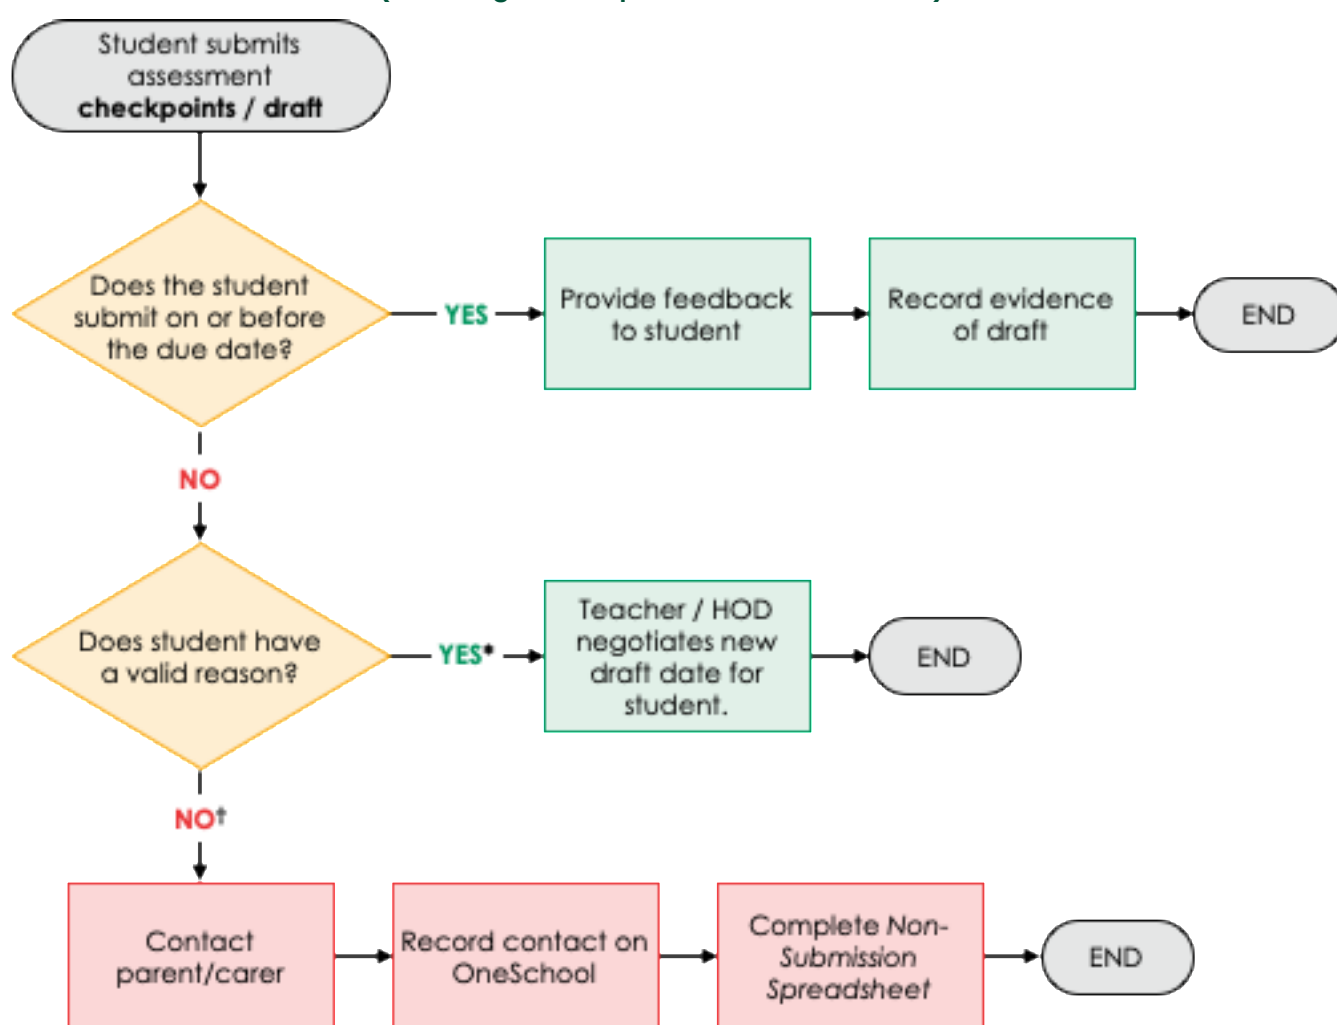 Student submits
assessment
checkpoints / draft
Does the student
submit on or before
the due date?
YES
Provide feedback
to student
Record evidence
of draft
END
NO
Does student have
a valid reason?
YES*
Teacher / HOD
negotiates new
draft date for
student.
END
NO†
Contact
parent/carer
Record contact on
OneSchool
Complete Non-
Submission
Spreadsheet
END